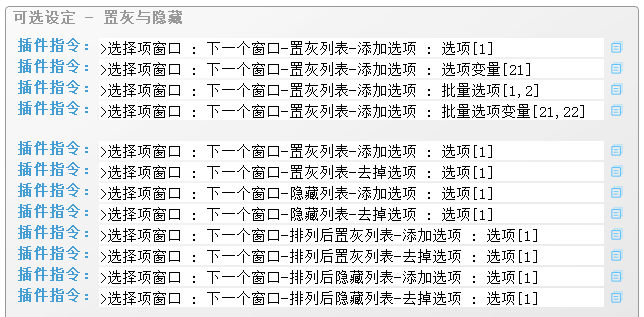 可选设定 - 置灰与隐藏
插件指令：>选择项窗口 : 下一个窗口-置灰列表-添加选项 : 选项[1]
插件指令：>选择项窗口 : 下一个窗口-置灰列表-添加选项 : 选项变量[21]
插件指令：>选择项窗口 : 下一个窗口-置灰列表-添加选项 : 批量选项[1,2]
插件指令：>选择项窗口 : 下一个窗口-置灰列表-添加选项 : 批量选项变量[21,22]
插件指令：>选择项窗口 : 下一个窗口-置灰列表-添加选项 : 选项[1]
插件指令：>选择项窗口 : 下一个窗口-置灰列表-去掉选项 : 选项[1]
插件指令：>选择项窗口 : 下一个窗口-隐藏列表-添加选项 : 选项[1]
插件指令：>选择项窗口 : 下一个窗口-隐藏列表-去掉选项 : 选项[1]
插件指令：>选择项窗口 : 下一个窗口-排列后置灰列表-添加选项 : 选项[1]
插件指令：>选择项窗口 : 下一个窗口-排列后置灰列表-去掉选项 : 选项[1]
插件指令：>选择项窗口 : 下一个窗口-排列后隐藏列表-添加选项 : 选项[1]
插件指令：>选择项窗口 : 下一个窗口-排列后隐藏列表-去掉选项 : 选项[1]